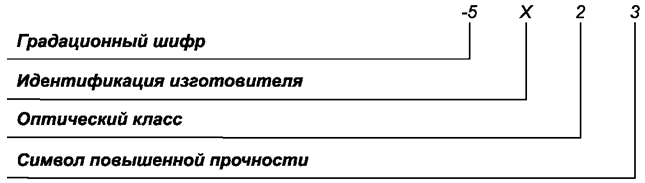 -5 X 2 3
Градационный шифр
Идентификация изготовителя
Оптический класс
Символ повышенной прочности